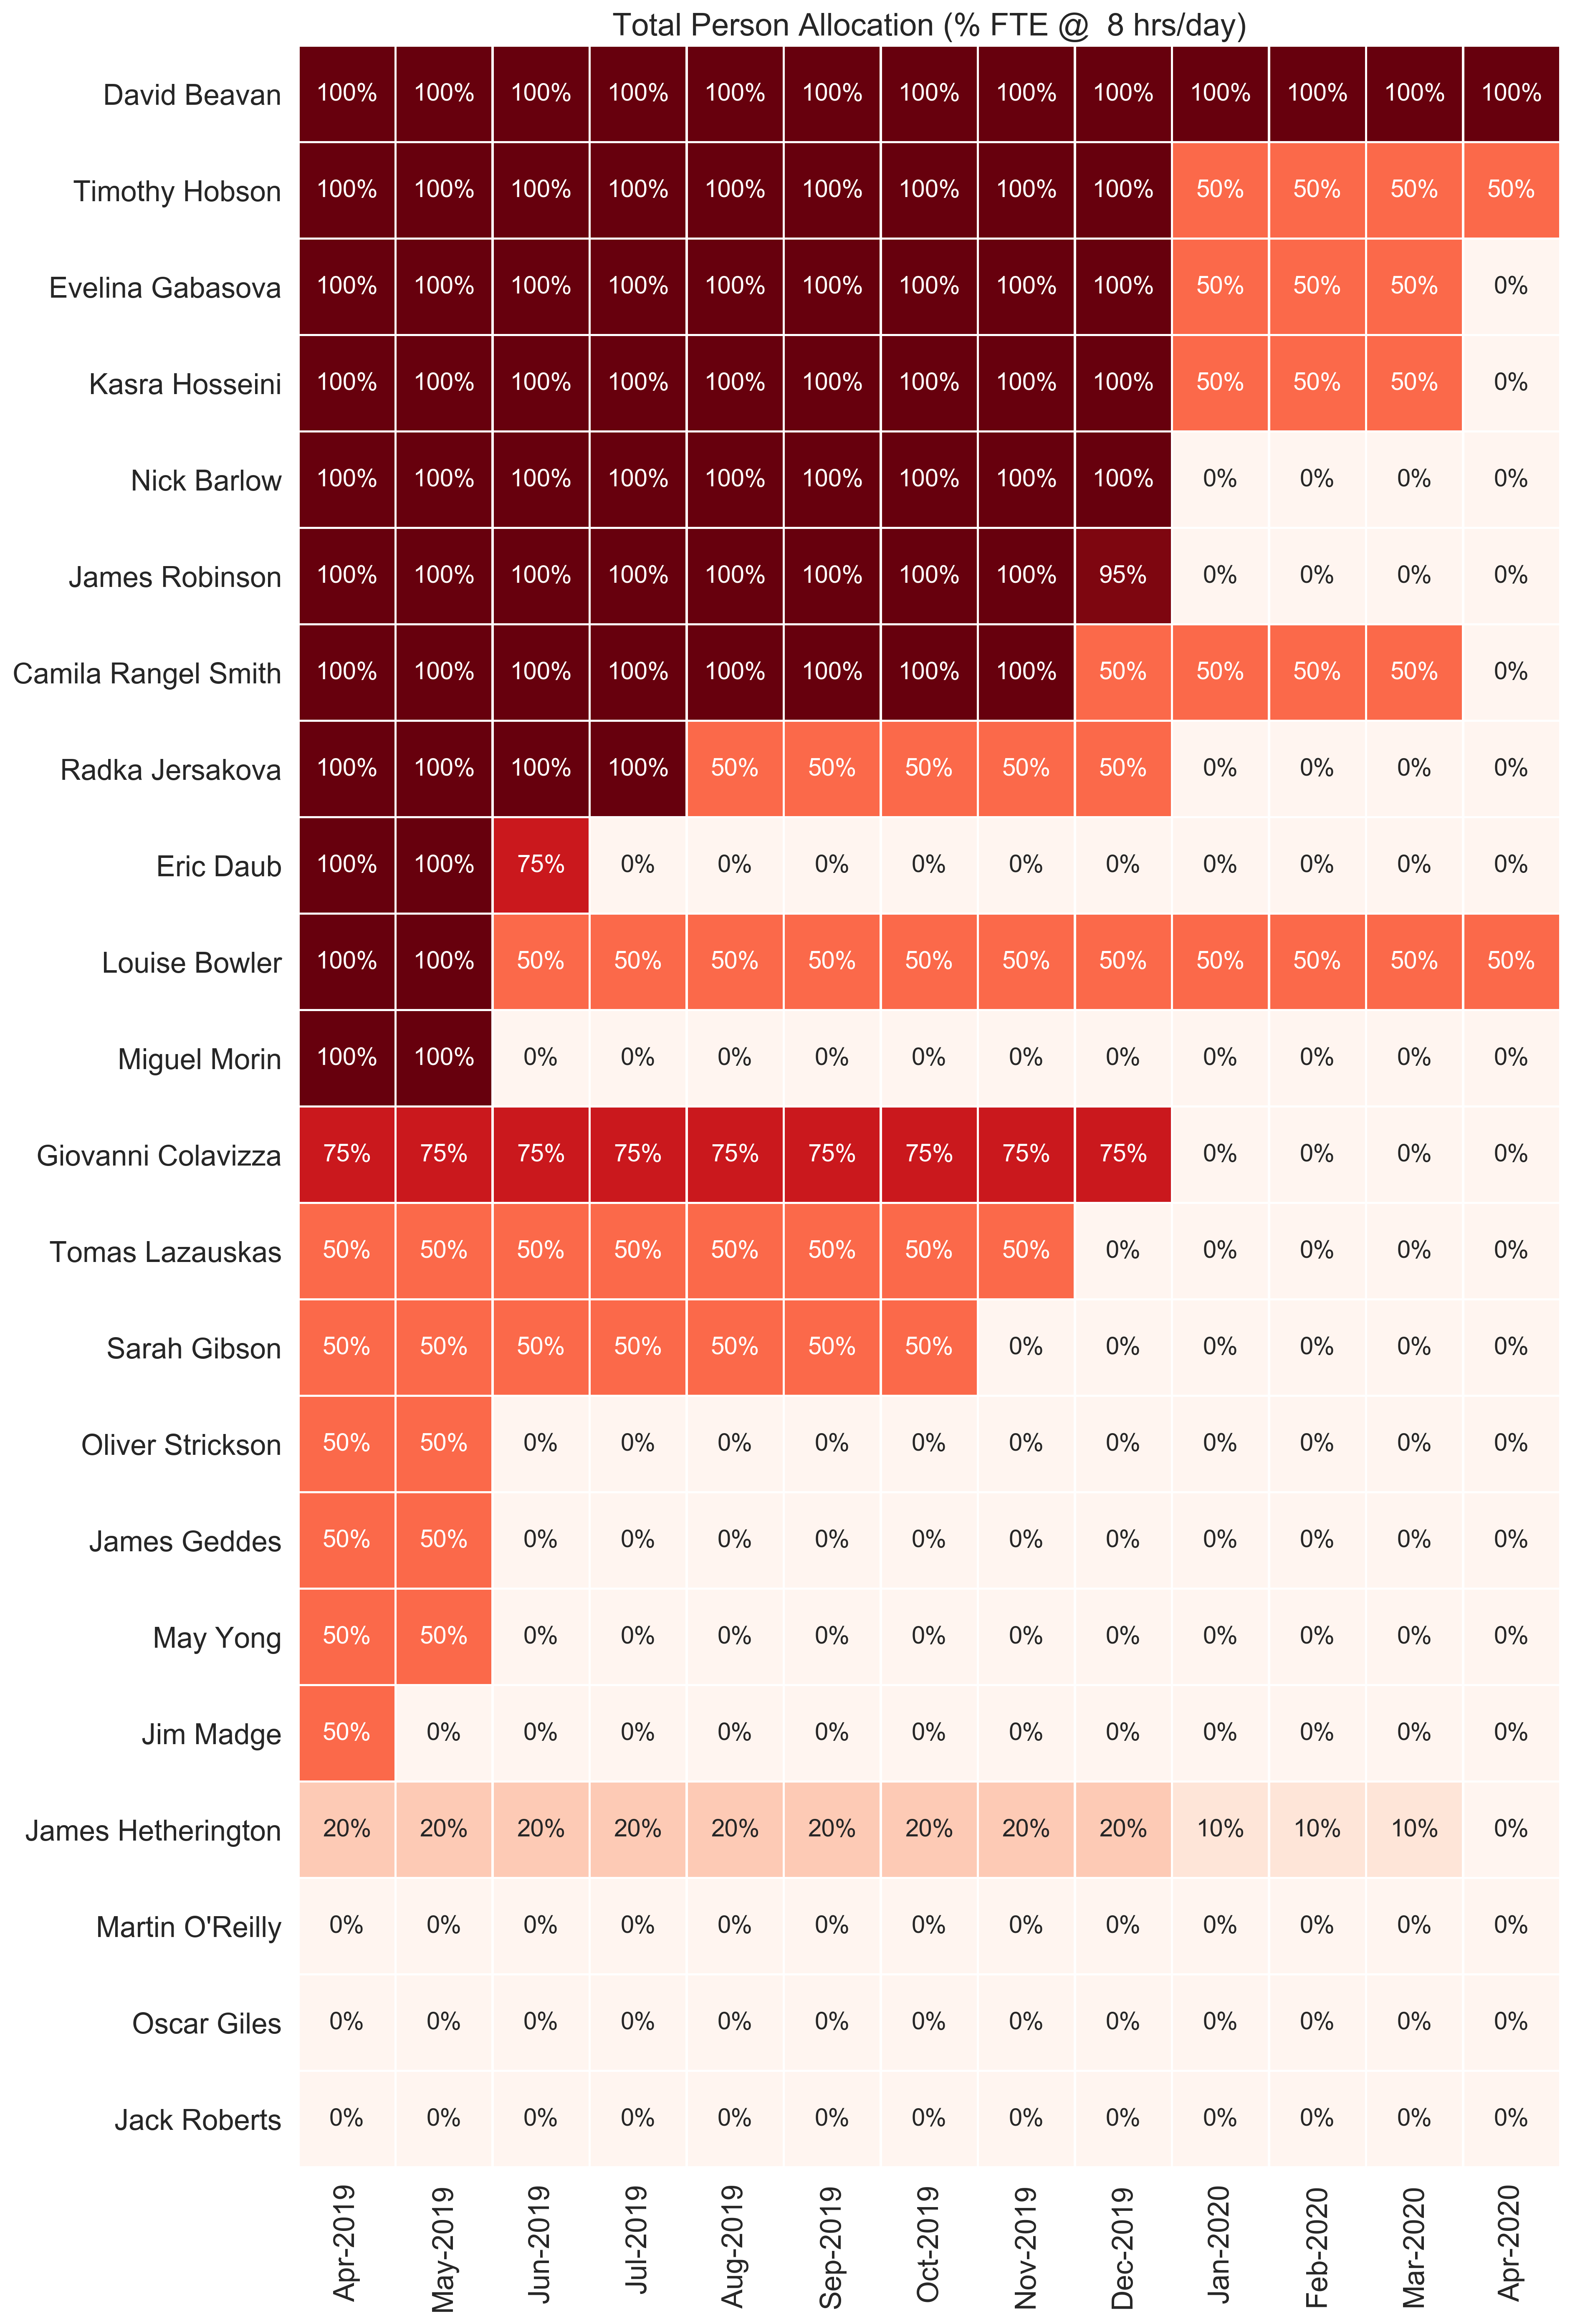 Total Person Allocation (% FTE @  8 hrs/day)
David Beavan 100% 100% 100% 100% 100% 100% 100% 100% 100% 100% 100% 100% 100%
Timothy Hobson 100% 100% 100% 100% 100% 100% 100% 100% 100% 50% 50% 50% 50%
Evelina Gabasova 100% 100% 100% 100% 100% 100% 100% 100% 100% 50% 50% 50% 0%
Kasra Hosseini 100% 100% 100% 100% 100% 100% 100% 100% 100% 50% 50% 50% 0%
Nick Barlow 100% 100% 100% 100% 100% 100% 100% 100% 100% 0% 0% 0% 0%
James Robinson 100% 100% 100% 100% 100% 100% 100% 100% 95% 0% 0% 0% 0%
Camila Rangel Smith 100% 100% 100% 100% 100% 100% 100% 100% 50% 50% 50% 50% 0%
Radka Jersakova 100% 100% 100% 100% 50% 50% 50% 50% 50% 0% 0% 0% 0%
Eric Daub 100% 100% 75% 0% 0% 0% 0% 0% 0% 0% 0% 0% 0%
Louise Bowler 100% 100% 50% 50% 50% 50% 50% 50% 50% 50% 50% 50% 50%
Miguel Morin 100% 100% 0% 0% 0% 0% 0% 0% 0% 0% 0% 0% 0%
Giovanni Colavizza 75% 75% 75% 75% 75% 75% 75% 75% 75% 0% 0% 0% 0%
Tomas Lazauskas 50% 50% 50% 50% 50% 50% 50% 50% 0% 0% 0% 0% 0%
Sarah Gibson 50% 50% 50% 50% 50% 50% 50% 0% 0% 0% 0% 0% 0%
Oliver Strickson 50% 50% 0% 0% 0% 0% 0% 0% 0% 0% 0% 0% 0%
James Geddes 50% 50% 0% 0% 0% 0% 0% 0% 0% 0% 0% 0% 0%
May Yong 50% 50% 0% 0% 0% 0% 0% 0% 0% 0% 0% 0% 0%
Jim Madge 50% 0% 0% 0% 0% 0% 0% 0% 0% 0% 0% 0% 0%
James Hetherington 20% 20% 20% 20% 20% 20% 20% 20% 20% 10% 10% 10% 0%
Martin O'Reilly 0% 0% 0% 0% 0% 0% 0% 0% 0% 0% 0% 0% 0%
Oscar Giles 0% 0% 0% 0% 0% 0% 0% 0% 0% 0% 0% 0% 0%
Jack Roberts 0% 0% 0% 0% 0% 0% 0% 0% 0% 0% 0% 0% 0%
Apr-2019 May-2019 Jun-2019 Jul-2019 Aug-2019 Sep-2019 Oct-2019 Nov-2019 Dec-2019 Jan-2020 Feb-2020 Mar-2020 Apr-2020